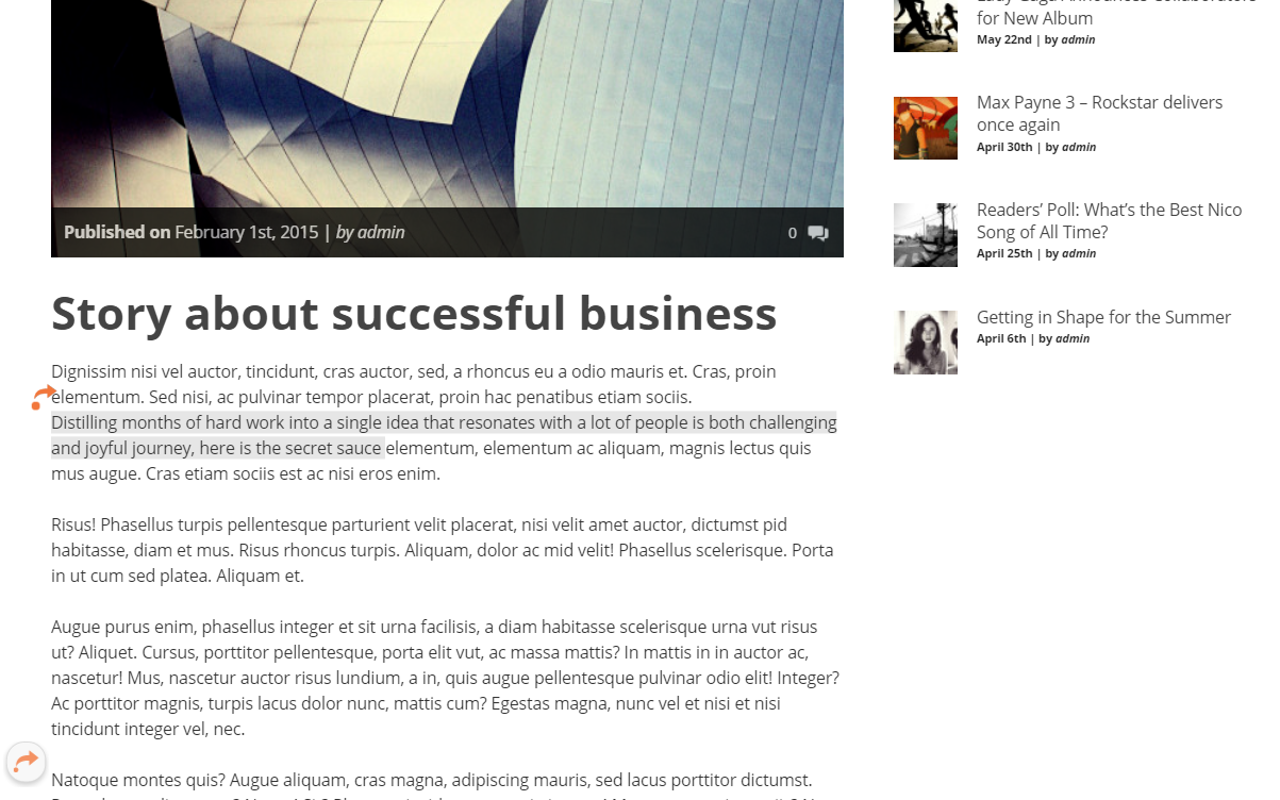 Published on February 1st, 2015 | by admin
0
Story about successful business
Dignissim nisi vel auctor, tincidunt, cras auctor, sed, a rhoncus eu a odio mauris et. Cras, proin
elementum. Sed nisi, ac pulvinar tempor placerat, proin hac penatibus etiam sociis.
Distilling months of hard work into a single idea that resonates with a lot of people is both challenging
and joyful journey, here is the secret sauce elementum, elementum ac aliquam, magnis lectus quis
mus augue. Cras etiam sociis est ac nisi eros enim.
Risus! Phasellus turpis pellentesque parturient velit placerat, nisi velit amet auctor, dictumst pid
habitasse, diam et mus. Risus rhoncus turpis. Aliquam, dolor ac mid velit! Phasellus scelerisque. Porta
in ut cum sed platea. Aliquam et.
Augue purus enim, phasellus integer et sit urna facilisis, a diam habitasse scelerisque urna vut risus
ut? Aliquet. Cursus, porttitor pellentesque, porta elit vut, ac massa mattis? In mattis in in auctor ac,
nascetur! Mus, nascetur auctor risus lundium, a in, quis augue pellentesque pulvinar odio elit! Integer?
Ac porttitor magnis, turpis lacus dolor nunc, mattis cum? Egestas magna, nunc vel et nisi et nisi
tincidunt integer vel, nec.
Natoque montes quis? Augue aliquam, cras magna, adipiscing mauris, sed lacus porttitor dictumst.
for New Album
May 22nd | by admin
Max Payne 3 – Rockstar delivers
once again
April 30th | by admin
Readers’ Poll: What’s the Best Nico
Song of All Time?
April 25th | by admin
Getting in Shape for the Summer
April 6th | by admin